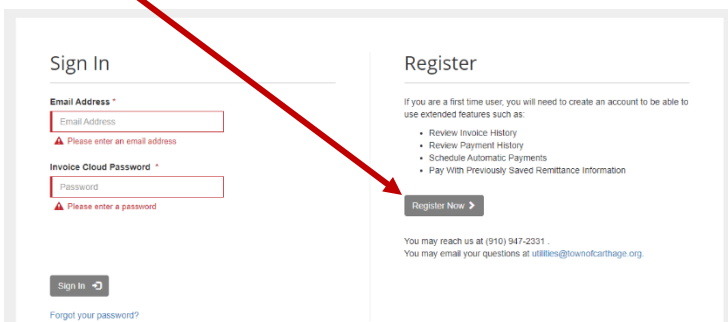 Sign In
Email Address *
Email Address
Please enter an email address
Invoice Cloud Password *
Password
Please enter a password
Sign In
Forgot your password?
Register
If you are a first time user, you will need to create an account to be able to
use extended features such as:
• Review Invoice History
• Review Payment History
• Schedule Automatic Payments
• Pay With Previously Saved Remittance Information
Register Now
You may reach us at (910) 947-2331 .
You may email your questions at utilities@townofcarthage.org.